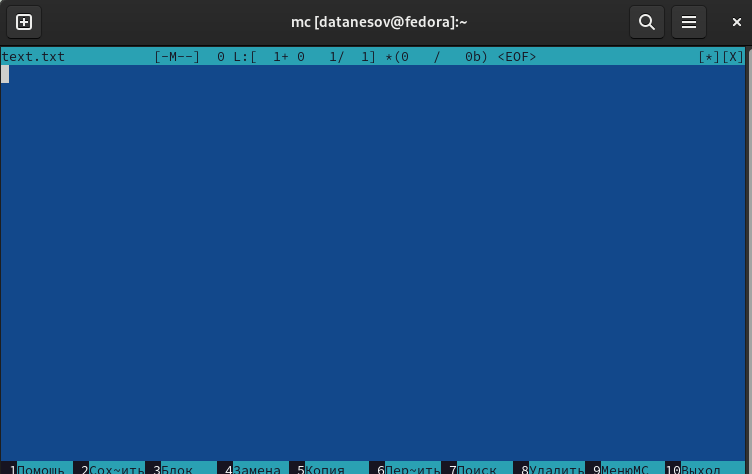 mc [datanesov@fedora]:~
text.txt [-M--] 0 L:[ 1+ 0 1/ 1] *(0 / 0b) <EOF> [*][X]
1Помощь 2Сох~ить 3Блок 4Замена 5Копия 6Пер~ить 7Поиск 8Удалить 9МенюMC 10Выход